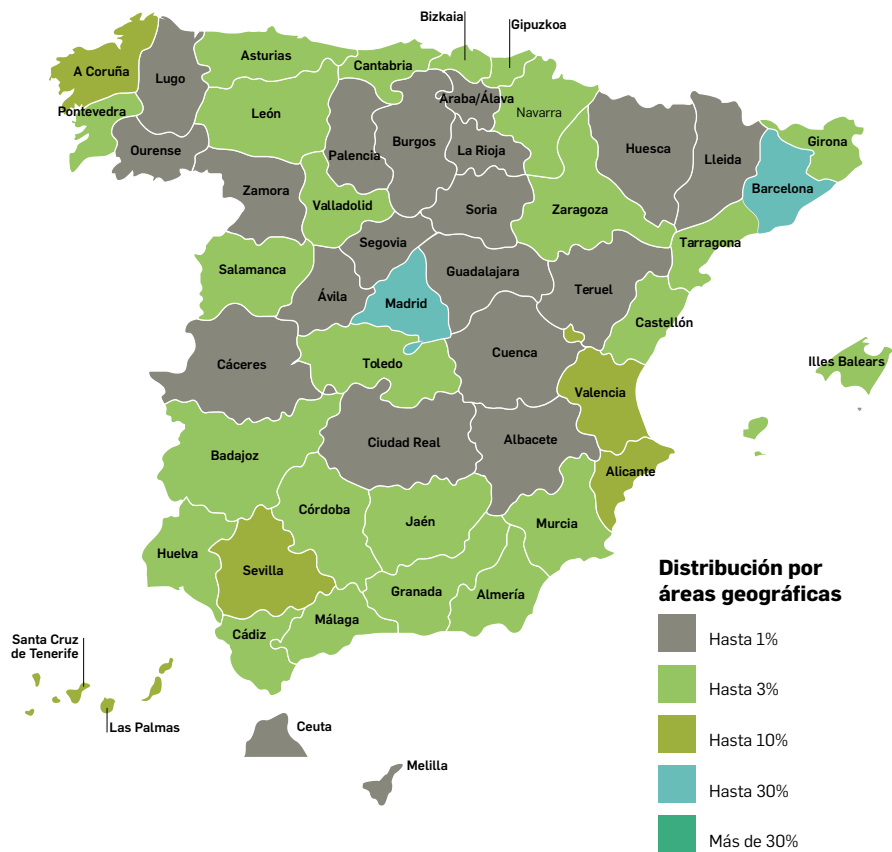 Bizkaia
Gipuzkoa
Asturias
Cantabria
A Coruña
Lugo
Araba/Álava
Pontevedra
León
Navarra
Burgos
Girona
Ourense
Palencia
La Rioja
Huesca
Lleida
Barcelona
Zamora
Valladolid
Soria
Zaragoza
Segovia
Tarragona
Salamanca
Guadalajara
Ávila
Madrid
Teruel
Castellón
Cáceres
Toledo
Cuenca
Illes Balears
Valencia
Ciudad Real
Albacete
Badajoz
Alicante
Córdoba
Jaén
Murcia
Huelva
Sevilla
Granada
Almería
Málaga
Cádiz
Santa Cruz
de Tenerife
Las Palmas
Ceuta
Melilla
Distribución por
áreas geográficas
Hasta 1%
Hasta 3%
Hasta 10%
Hasta 30%
Más de 30%